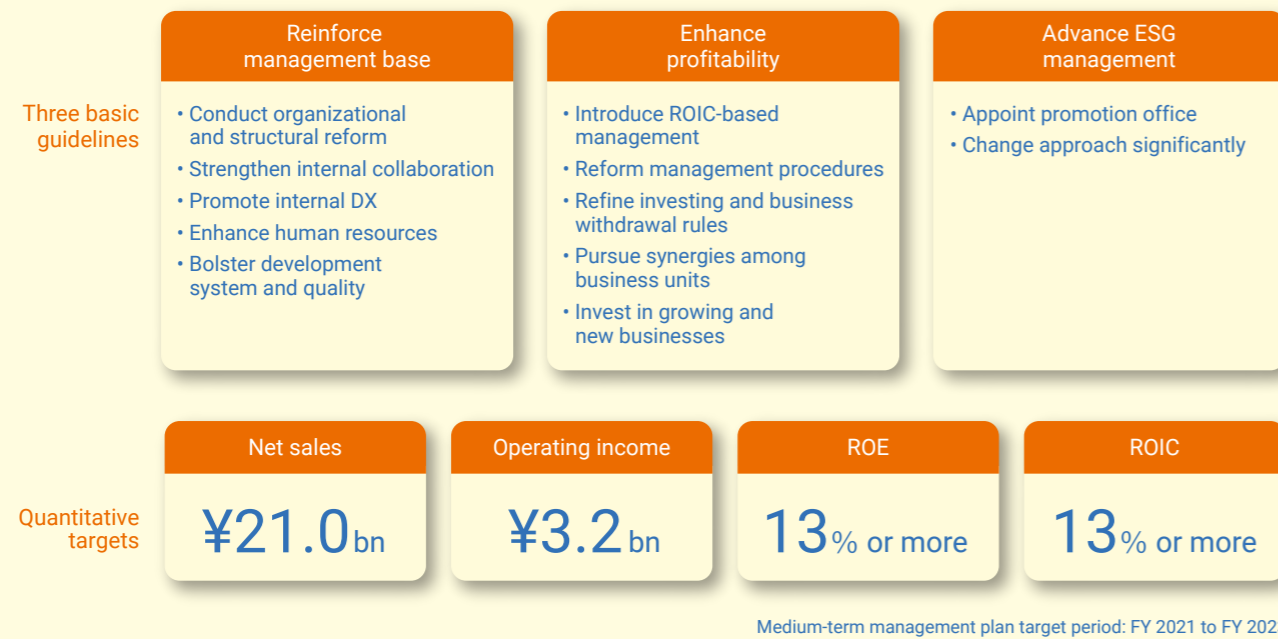 Three basic
guidelines
Reinforce
management base
• Conduct organizational
and structural reform
• Strengthen internal collaboration
• Promote internal DX
• Enhance human resources
• Bolster development
system and quality
Enhance
profitability
• Introduce ROIC-based
management
• Reform management procedures
• Refine investing and business
withdrawal rules
• Pursue synergies among
business units
• Invest in growing and
new businesses
Advance ESG
management
• Appoint promotion office
• Change approach significantly
Quantitative
targets
Net sales
¥21.0 bn
Operating income
¥3.2 bn
ROE
13% or more
ROIC
13% or more
Medium-term management plan target period: FY 2021 to FY